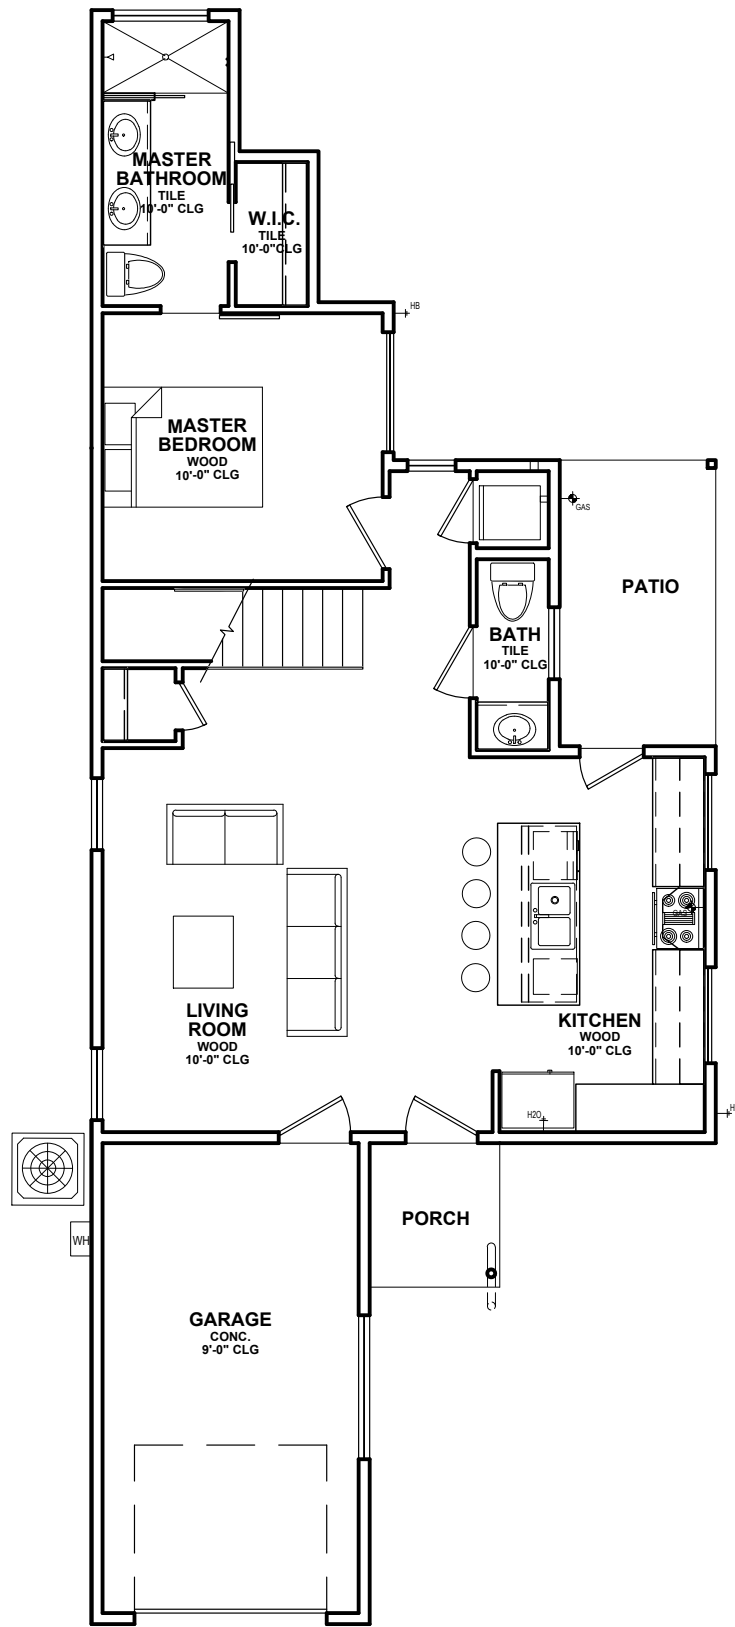 MASTER
BATHROOM
TILE
10'-0" CLG
W.I.C.
TILE
10'-0"CLG
HB
MASTER
BEDROOM
WOOD
10'-0" CLG
GAS
PATIO
BATH
TILE
10'-0" CLG
GAS
LIVING
ROOM
WOOD
10'-0" CLG
KITCHEN
WOOD
10'-0" CLG
H2O
H
PORCH
WH
GARAGE
CONC.
9'-0" CLG